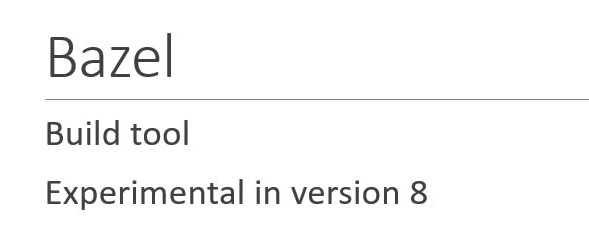 Bazel
Build tool
Experimental in version 8